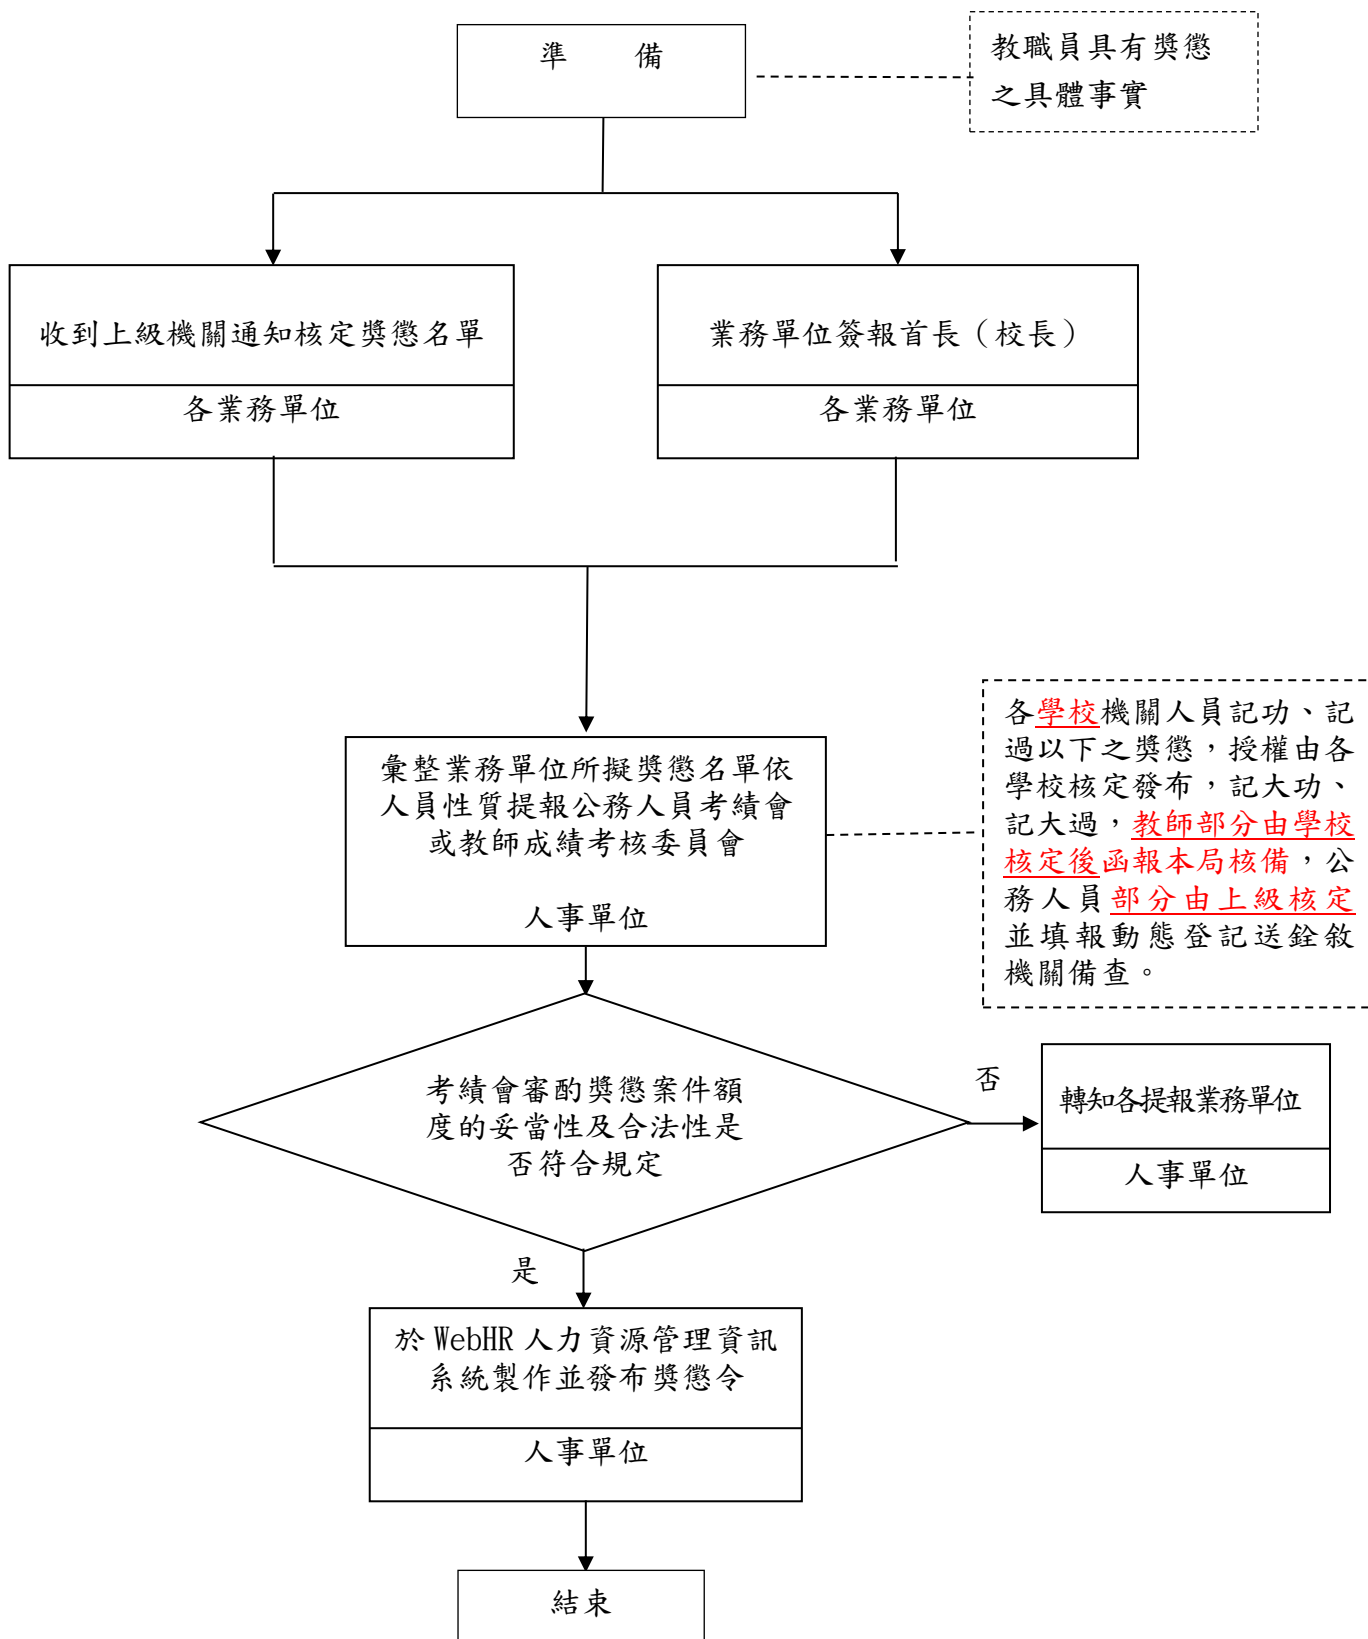 準　　備
教職員具有獎懲
之具體事實
收到上級機關通知核定獎懲名單
各業務單位
業務單位簽報首長（校長）
各業務單位
彙整業務單位所擬獎懲名單依
人員性質提報公務人員考績會
或教師成績考核委員會
人事單位
各學校機關人員記功、記
過以下之獎懲，授權由各
學校核定發布，記大功、
記大過，教師部分由學校
核定後函報本局核備，公
務人員部分由上級核定
並填報動態登記送銓敘
機關備查。
考績會審酌獎懲案件額
度的妥當性及合法性是
否符合規定
否
轉知各提報業務單位
人事單位
是
於 WebHR 人力資源管理資訊
系統製作並發布獎懲令
人事單位
結束